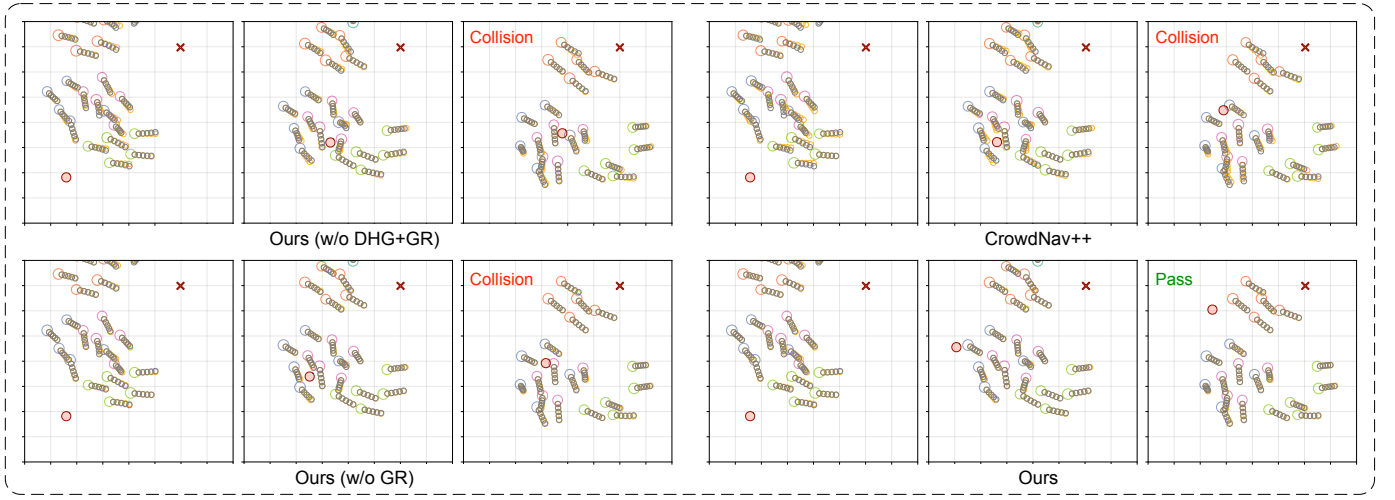 Collision
Collision
Ours (w/o DHG+GR)
CrowdNav++
Collision
Pass
Ours (w/o GR)
Ours